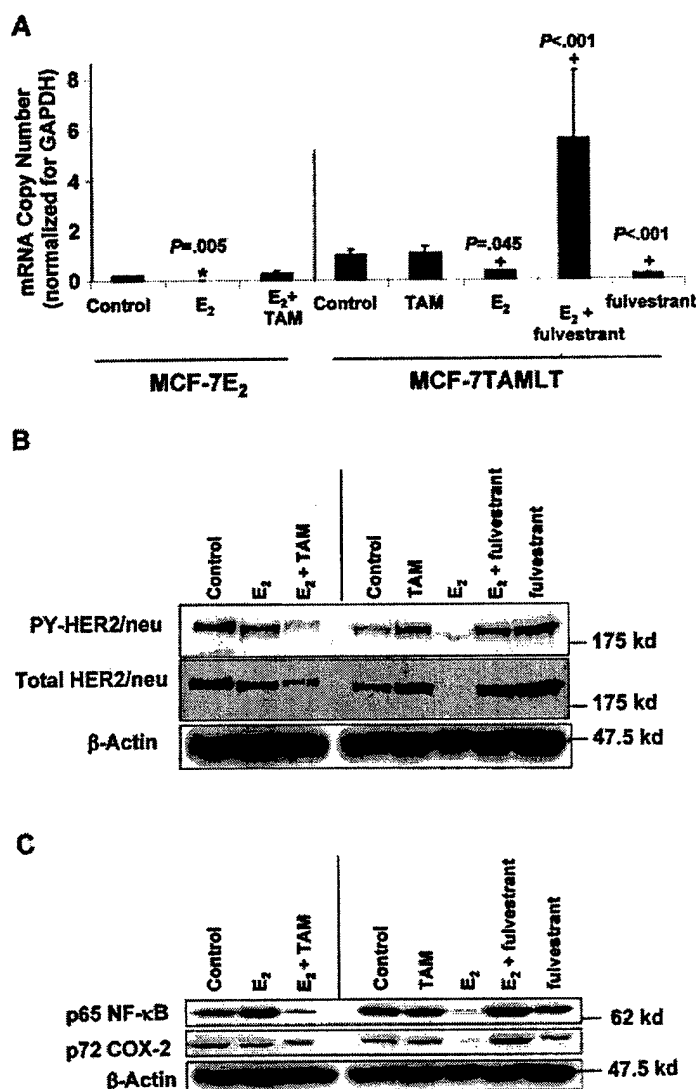 A
mRNA Copy Number
(normalized for GAPDH)
8
6
4
2
0
P=.005
*
P=.045
+
P<.001
+
P<.001
+
Control
E₂
E₂+
TAM
Control
TAM
E₂
E₂ +
fulvestrant
fulvestrant
MCF-7E₂
MCF-7TAMLT
B
Control
E₂
E₂ + TAM
Control
TAM
E₂
E₂ + fulvestrant
fulvestrant
PY-HER2/neu
175 kd
Total HER2/neu
175 kd
β-Actin
47.5 kd
C
Control
E₂
E₂ + TAM
Control
TAM
E₂
E₂ + fulvestrant
fulvestrant
p65 NF-κB
62 kd
p72 COX-2
β-Actin
47.5 kd